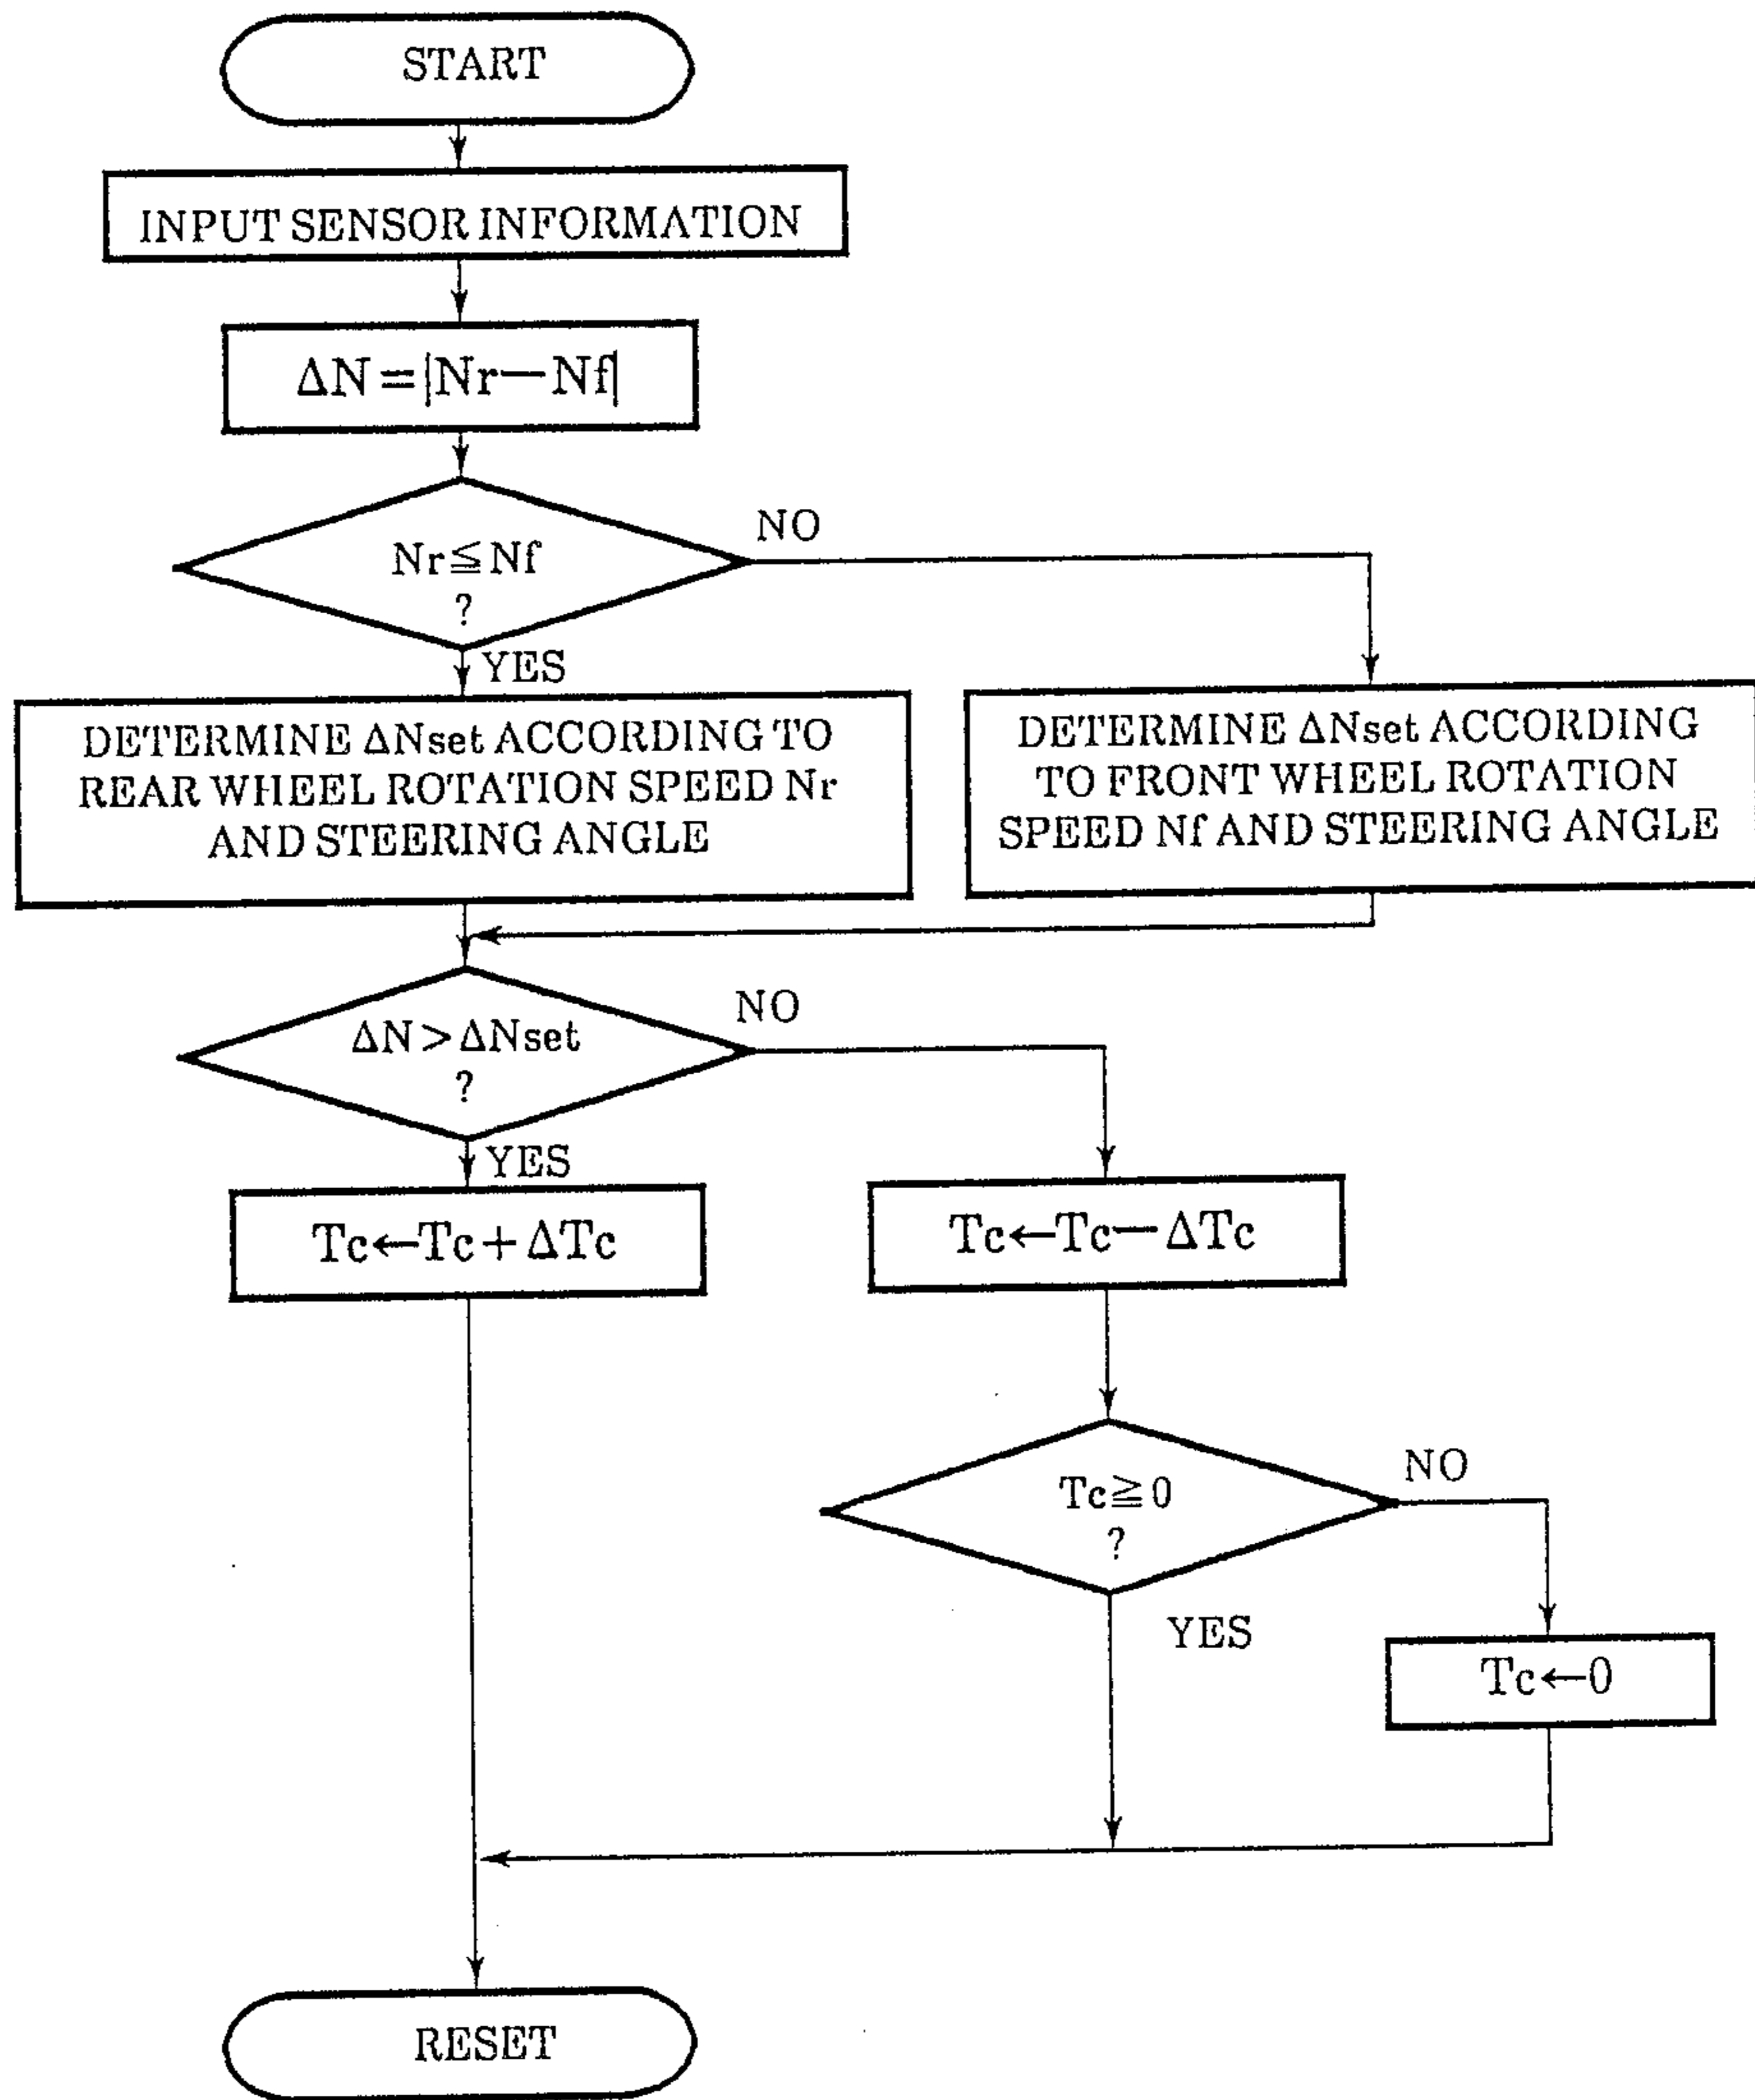 START
INPUT SENSOR INFORMATION
ΔN=|Nr—Nf|
Nr≦Nf
?
NO
YES
DETERMINE ΔNset ACCORDING TO
REAR WHEEL ROTATION SPEED Nr
AND STEERING ANGLE
DETERMINE ΔNset ACCORDING
TO FRONT WHEEL ROTATION
SPEED Nf AND STEERING ANGLE
ΔN>ΔNset
?
NO
YES
Tc←Tc+ΔTc
Tc←Tc—ΔTc
Tc≧0
?
NO
YES
Tc←0
RESET